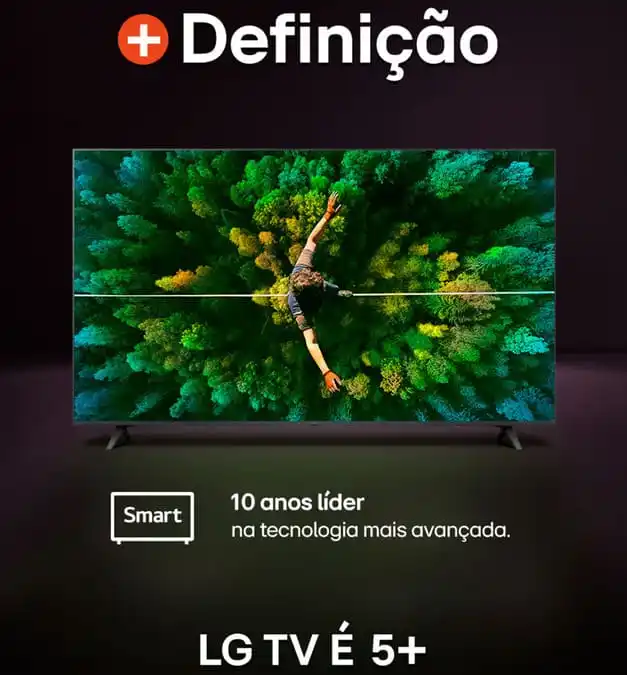 + Definição
Smart
10 anos líder
na tecnologia mais avançada.
LG TV É 5+